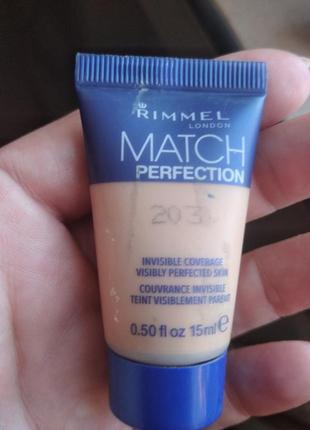 RIMMEL
LONDON
MATCH
PERFECTION
203
INVISIBLE COVERAGE
VISIBLY PERFECTED SKIN
COUVRANCE INVISIBLE
TEINT VISIBLEMENT PARFAIT
0.50 fl oz 15ml e